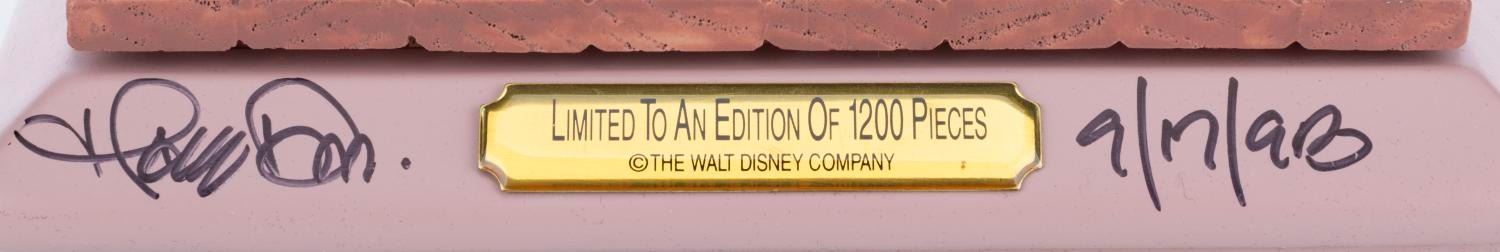 LIMITED TO AN EDITION OF 1200 PIECES
©THE WALT DISNEY COMPANY
9/17/93